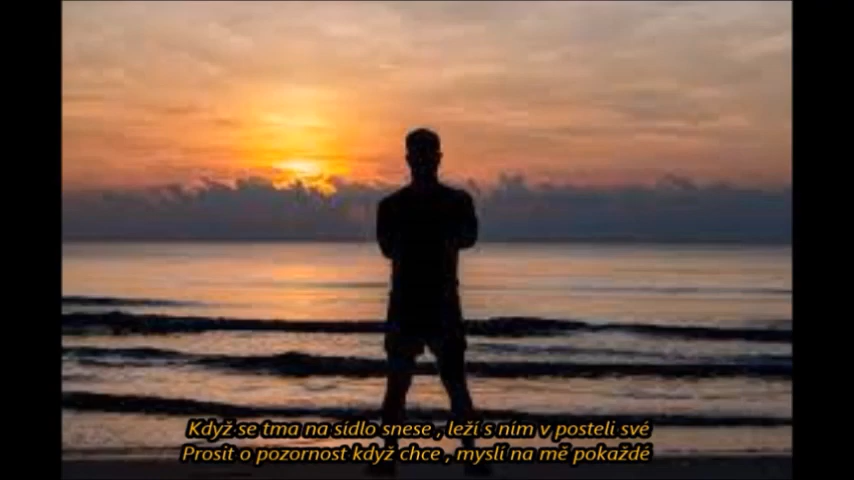 Když se tma na sídlo snese , leží s ním v posteli své
Prosit o pozornost když chce , myslí na mě pokaždé